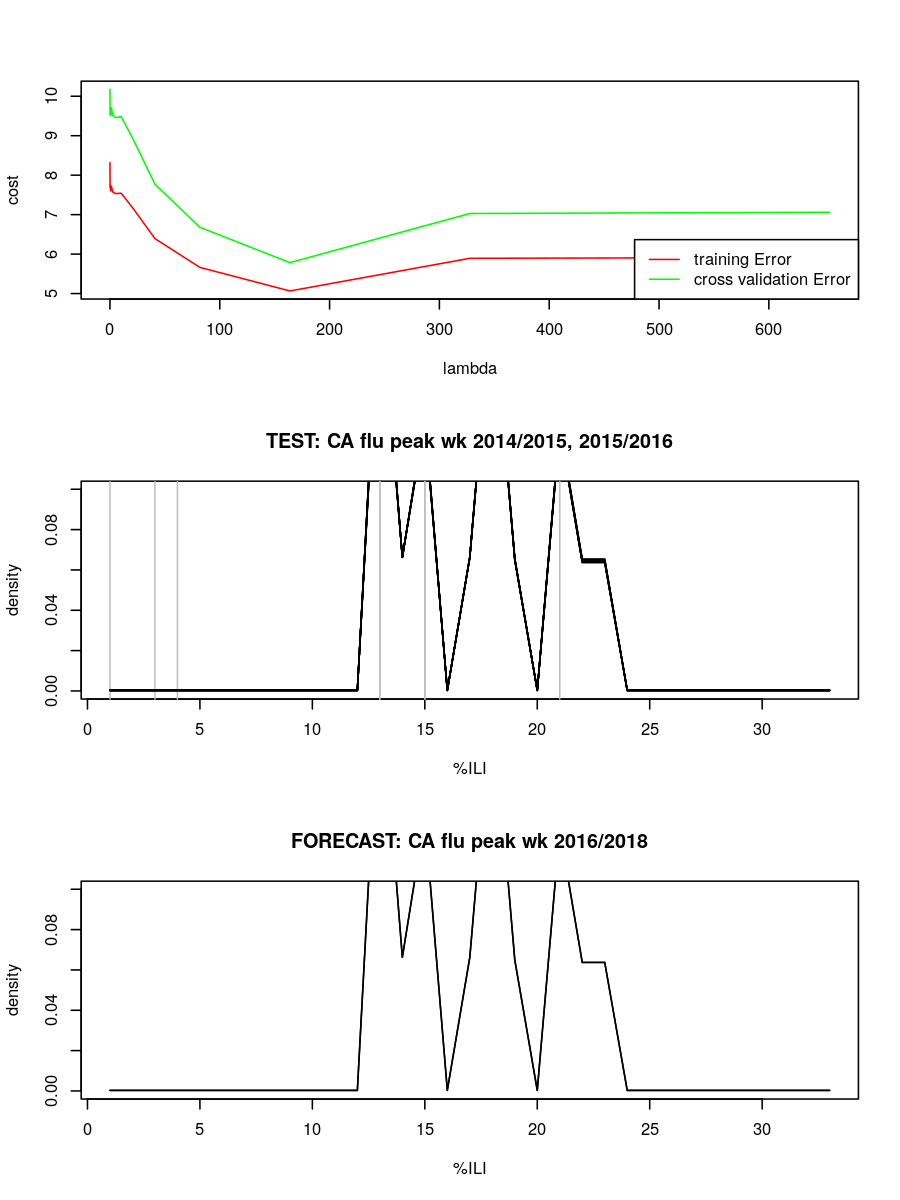 10
9
8
7
6
5
cost
training Error
cross validation Error
0 100 200 300 400 500 600
lambda
TEST: CA flu peak wk 2014/2015, 2015/2016
0.08
0.04
0.00
density
0 5 10 15 20 25 30
%ILI
FORECAST: CA flu peak wk 2016/2018
0.08
0.04
0.00
density
0 5 10 15 20 25 30
%ILI